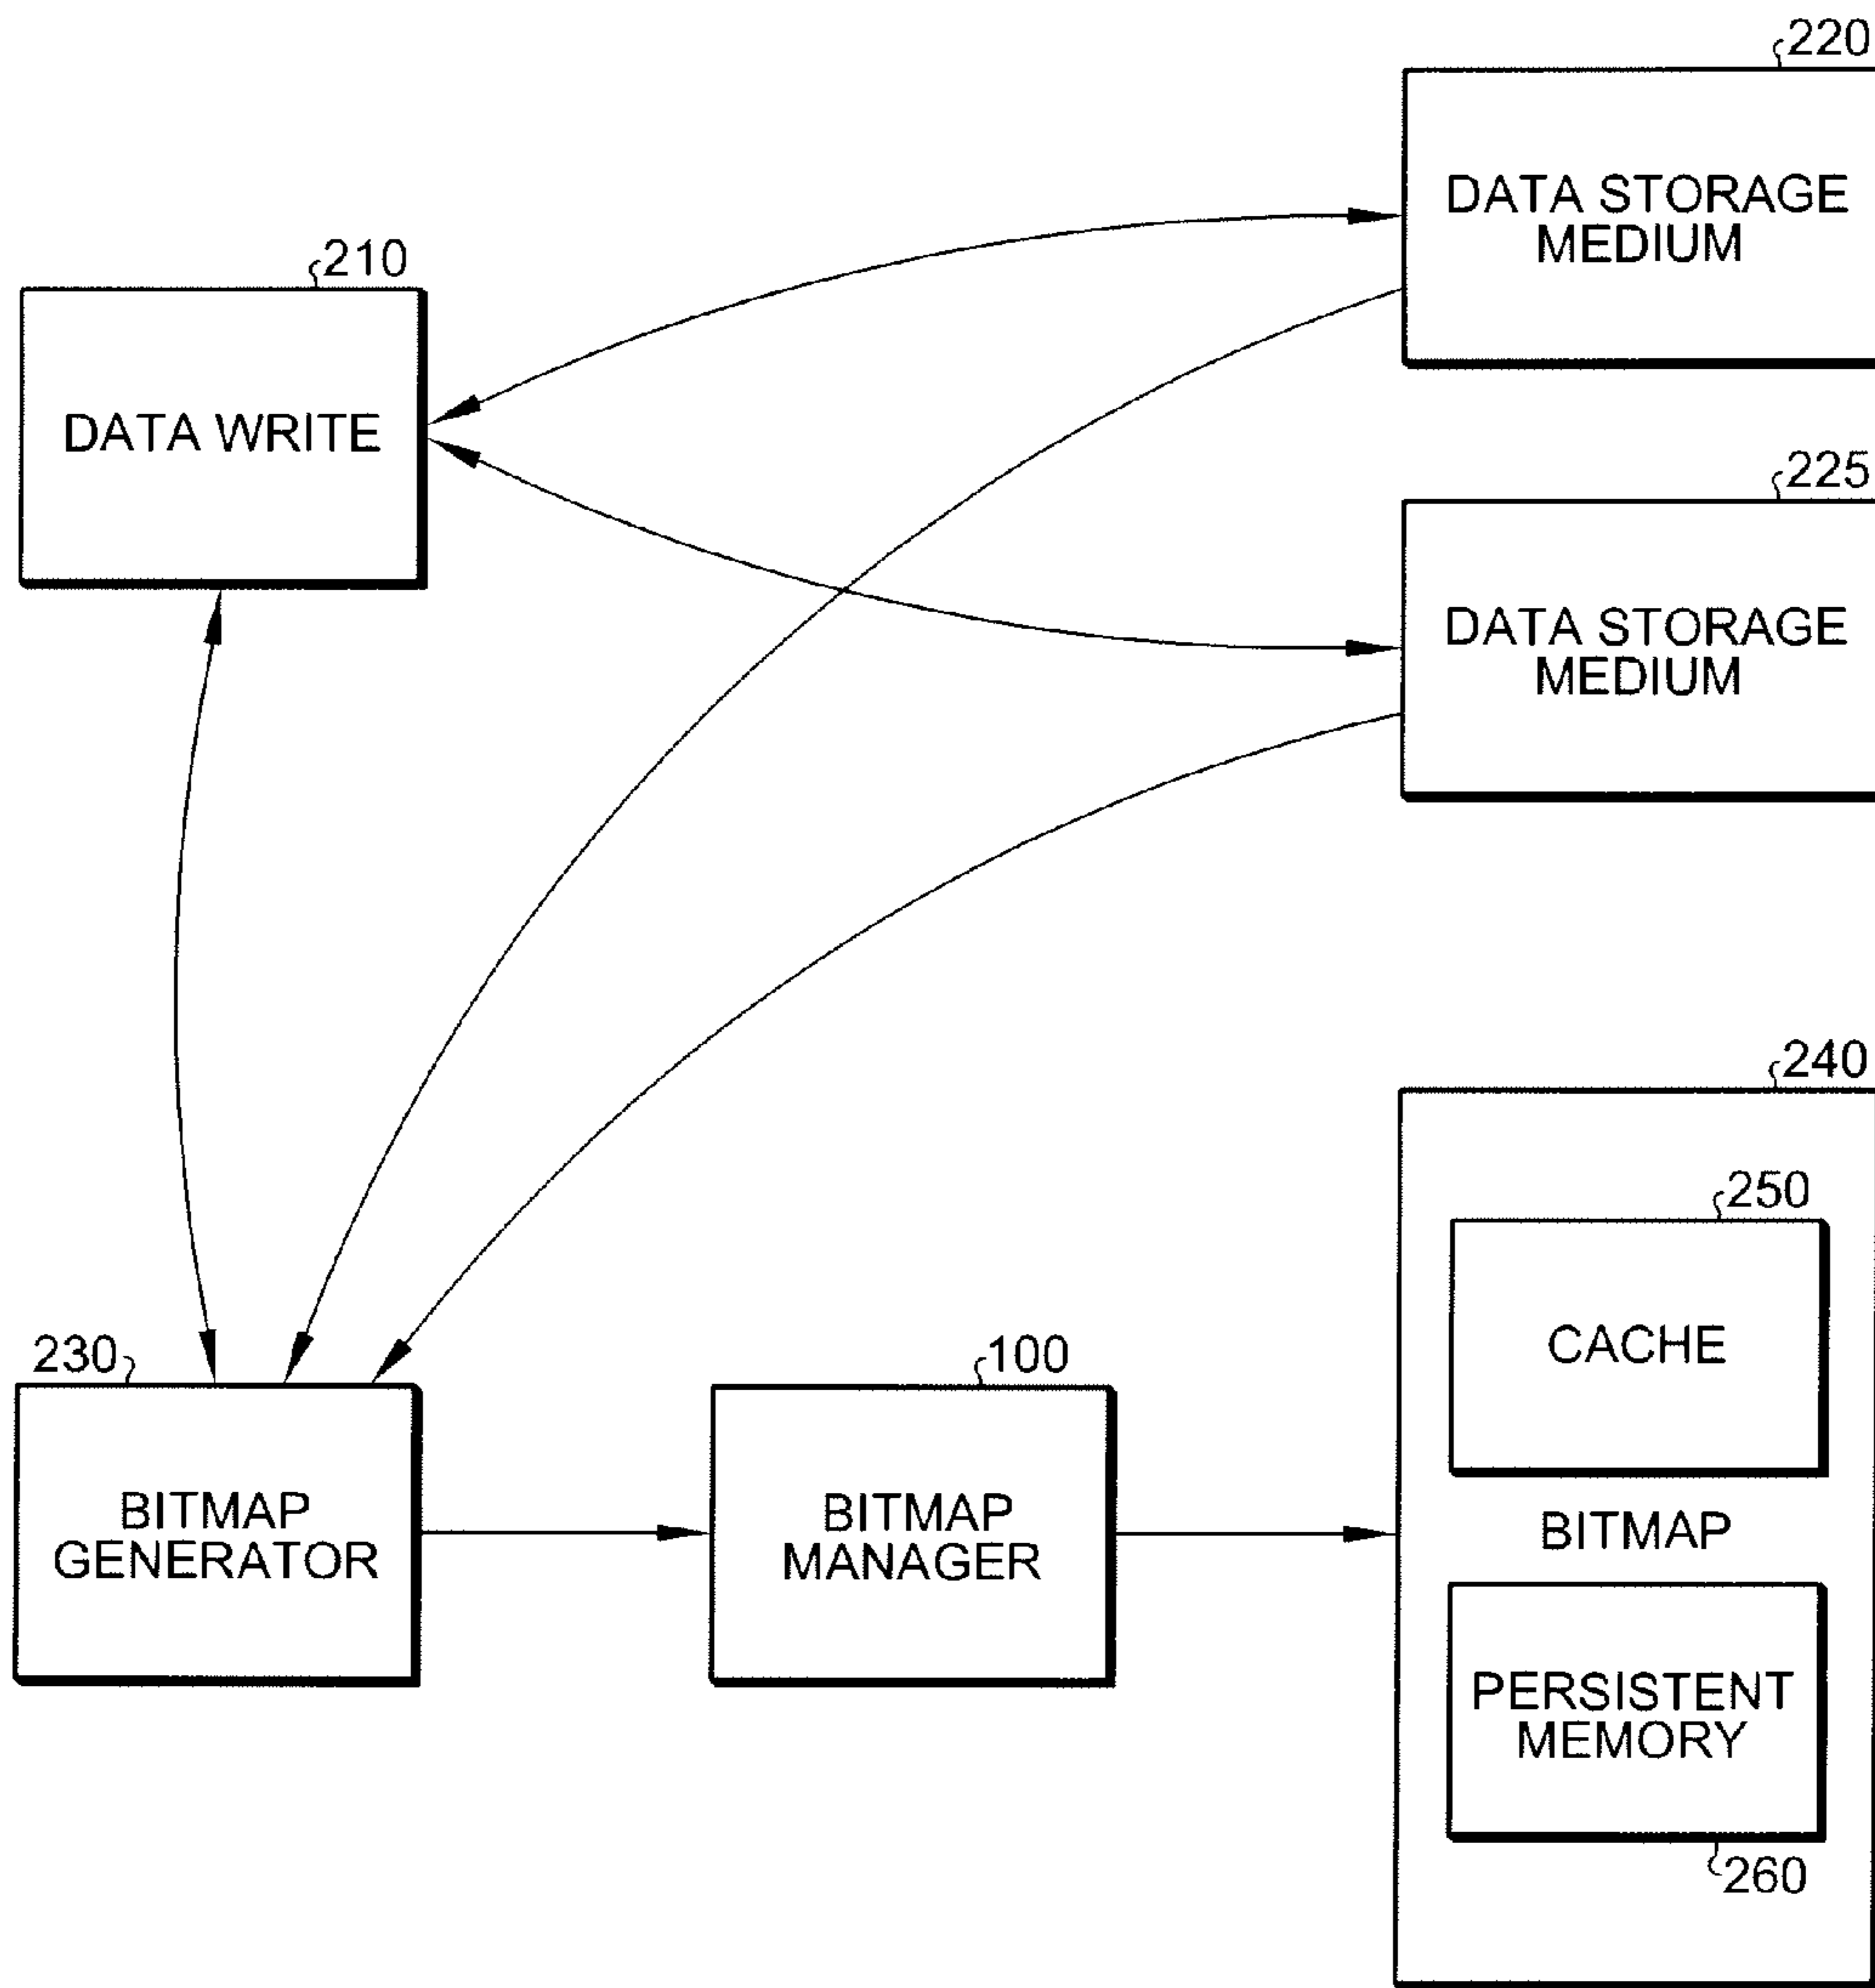 220
DATA STORAGE
MEDIUM
210
DATA WRITE
225
DATA STORAGE
MEDIUM
240
250
CACHE
230
BITMAP
GENERATOR
100
BITMAP
MANAGER
BITMAP
PERSISTENT
MEMORY
260